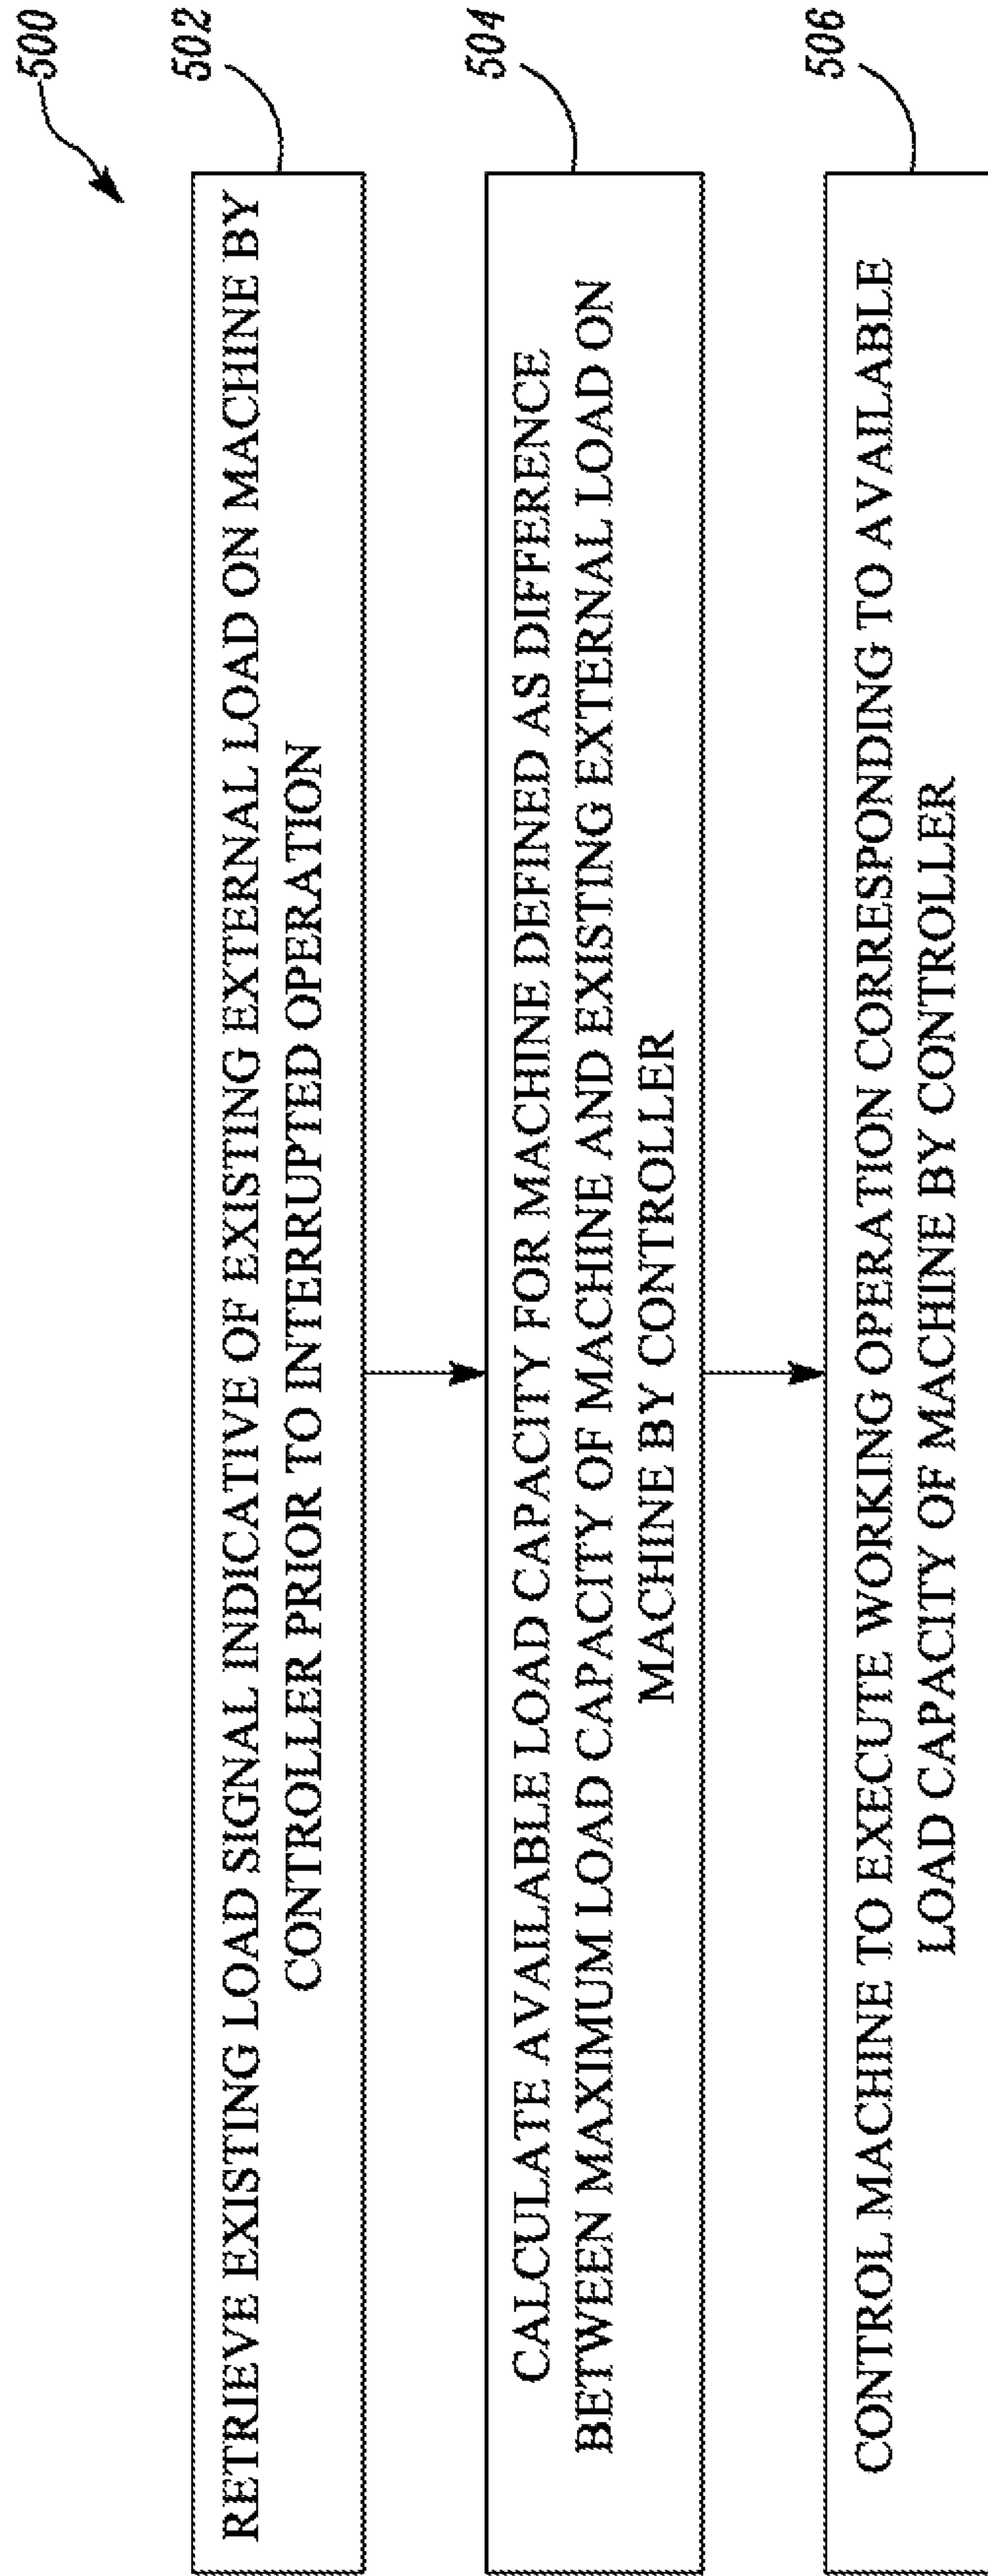 500
502
RETRIEVE EXISTING LOAD SIGNAL INDICATIVE OF EXISTING EXTERNAL LOAD ON MACHINE BY
CONTROLLER PRIOR TO INTERRUPTED OPERATION
504
CALCULATE AVAILABLE LOAD CAPACITY FOR MACHINE DEFINED AS DIFFERENCE
BETWEEN MAXIMUM LOAD CAPACITY OF MACHINE AND EXISTING EXTERNAL LOAD ON
MACHINE BY CONTROLLER
506
CONTROL MACHINE TO EXECUTE WORKING OPERATION CORRESPONDING TO AVAILABLE
LOAD CAPACITY OF MACHINE BY CONTROLLER